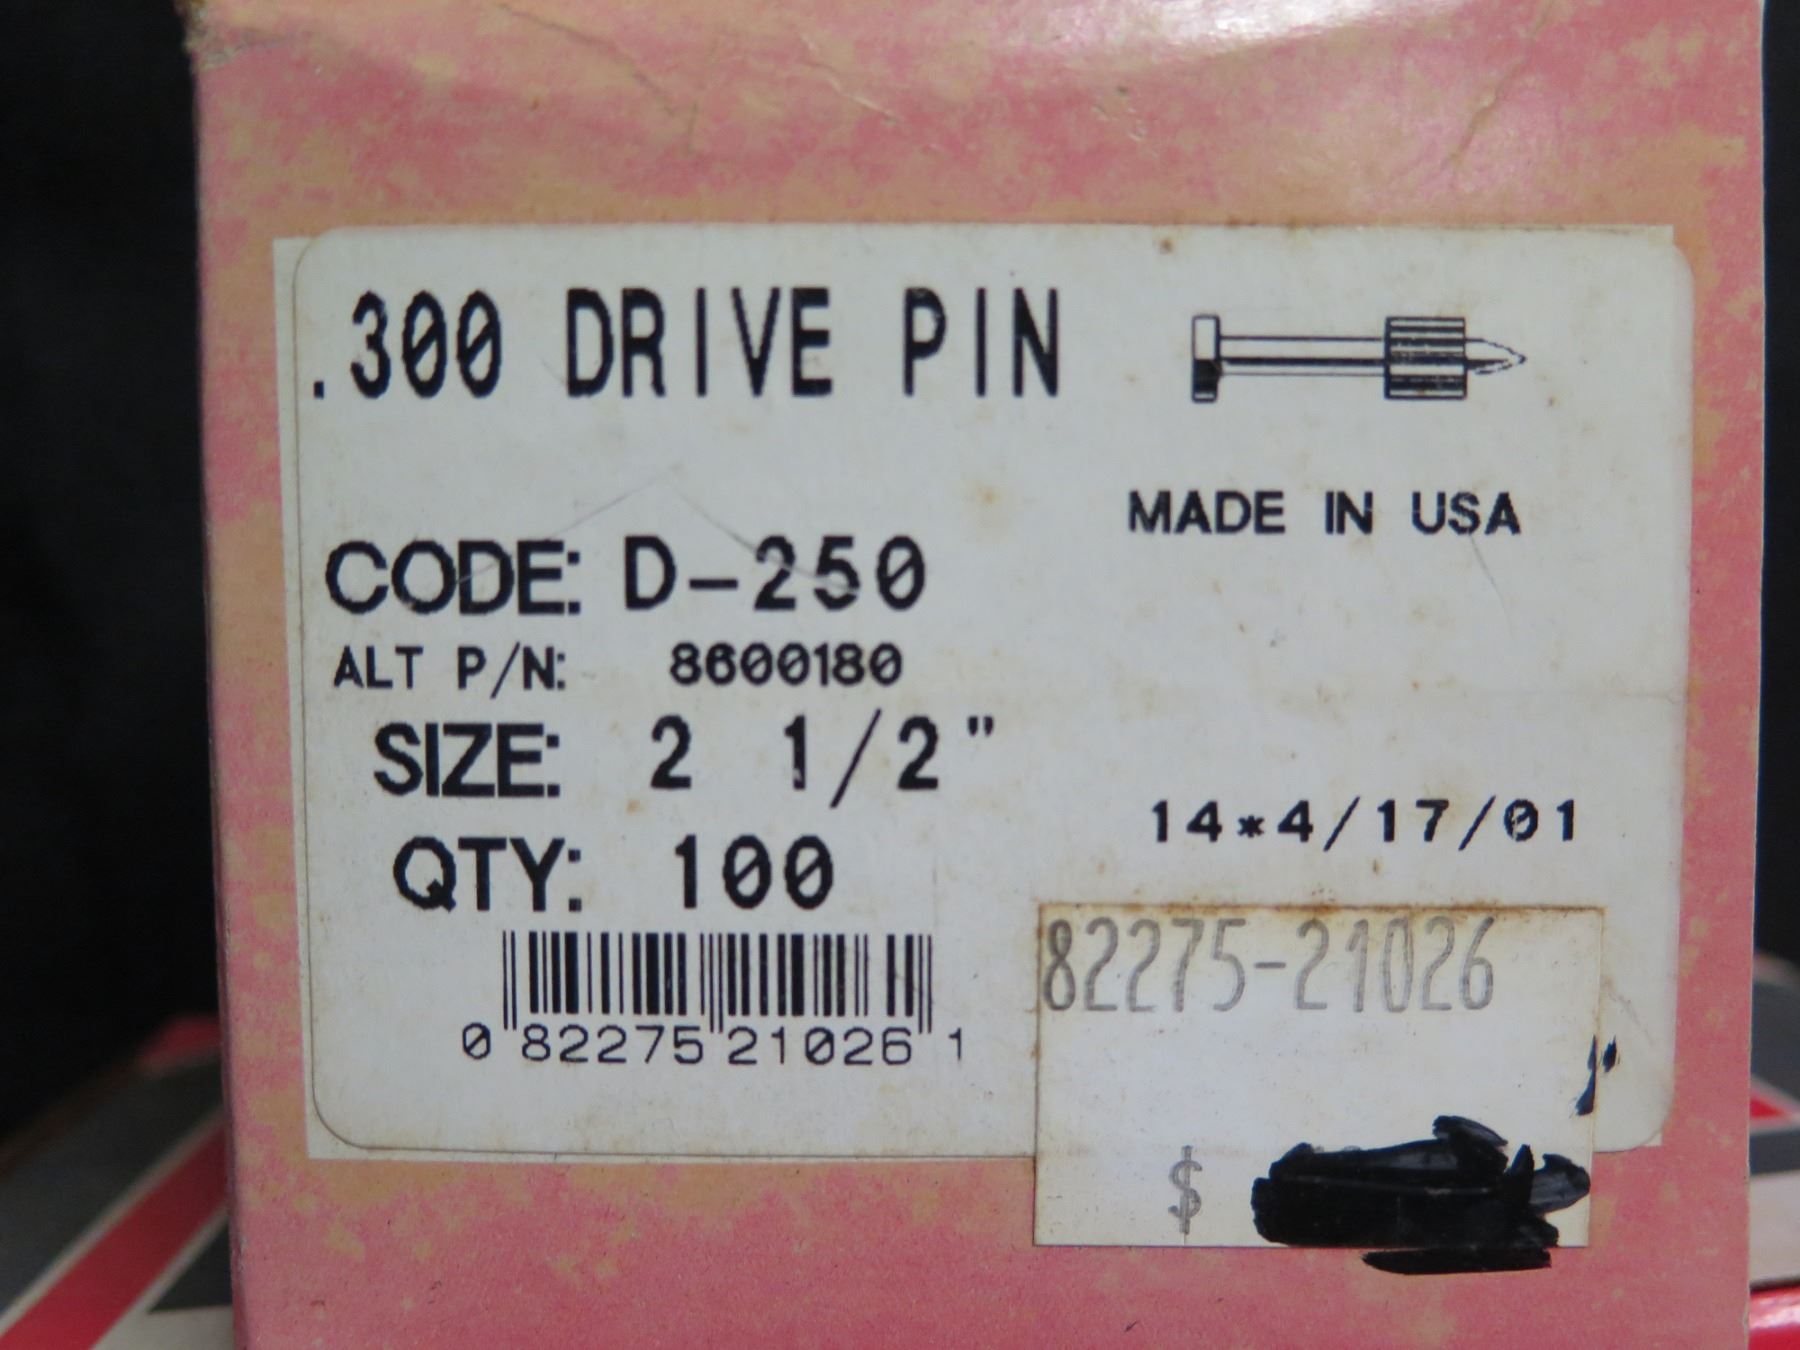 .300 DRIVE PIN
MADE IN USA
CODE: D-250
ALT P/N: 8600180
SIZE: 2 1/2"
14*4/17/01
QTY: 100
82275-21026
0 82275 21026 1
$